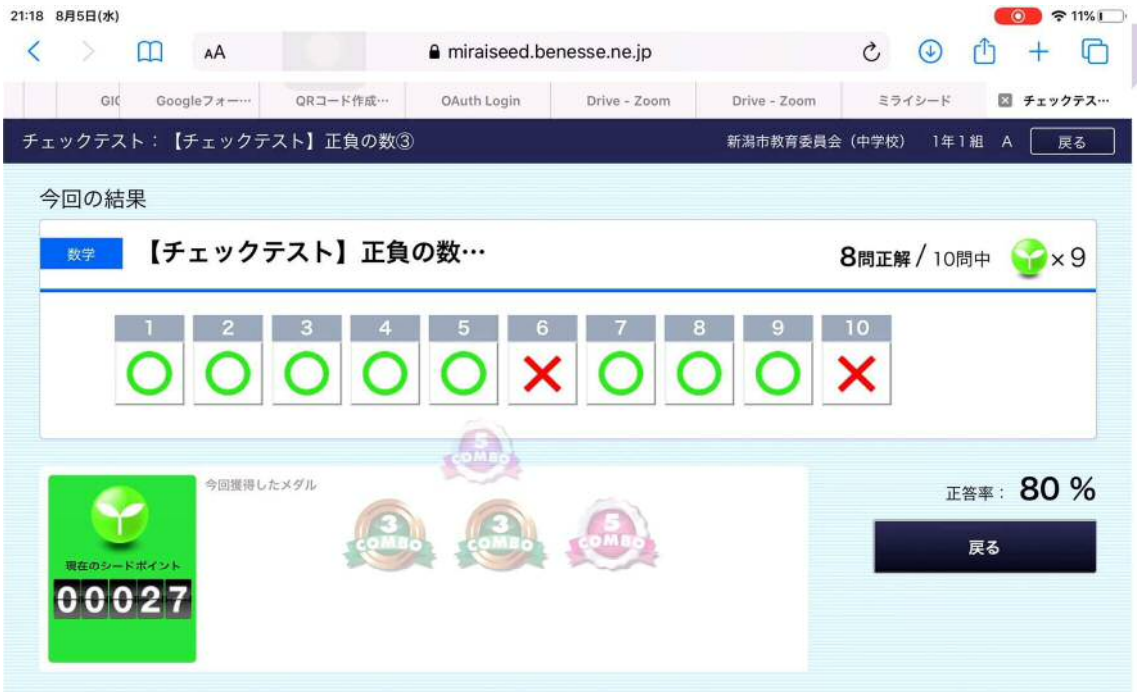 21:18 8月5日(水)
11%
AA
miraiseed.benesse.ne.jp
GIC
Googleフォー…
QRコード作成…
OAuth Login
Drive - Zoom
Drive - Zoom
ミライシード
チェックテス…
チェックテスト：【チェックテスト】正負の数③
新潟市教育委員会（中学校） 1年1組 A 戻る
今回の結果
数学 【チェックテスト】正負の数… 8問正解 / 10問中 ×9
1 2 3 4 5 6 7 8 9 10
5 COMBO
今回獲得したメダル
3 COMBO
3 COMBO
5 COMBO
現在のシードポイント
00027
正答率： 80 %
戻る